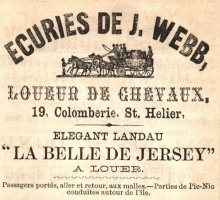 ECURIES DE J. WEBB,
LOUEUR DE CHEVAUX,
19, Colomberie, St. Helier,
ELEGANT LANDAU
"LA BELLE DE JERSEY"
A LOUER.
Passagers portés, aller et retour, aux malles.—Parties de Pic-Nic
conduites autour de l'île.